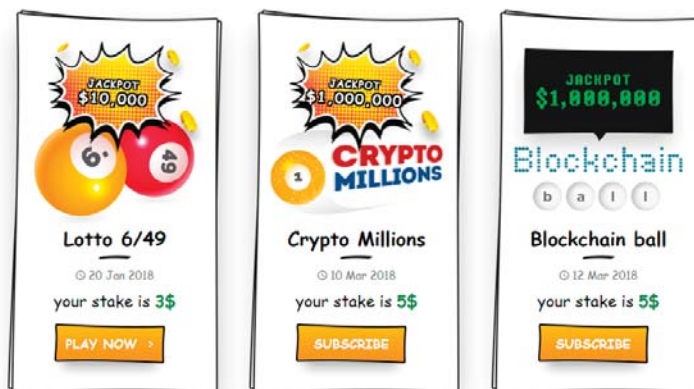 JACKPOT
$10,000
6.
49
Lotto 6/49
20 Jan 2018
your stake is 3$
PLAY NOW >
JACKPOT
$1,000,000
1
CRYPTO
MILLIONS
Crypto Millions
10 Mar 2018
your stake is 5$
SUBSCRIBE
JACKPOT
$1,000,000
Blockchain
b a l l
Blockchain ball
12 Mar 2018
your stake is 5$
SUBSCRIBE